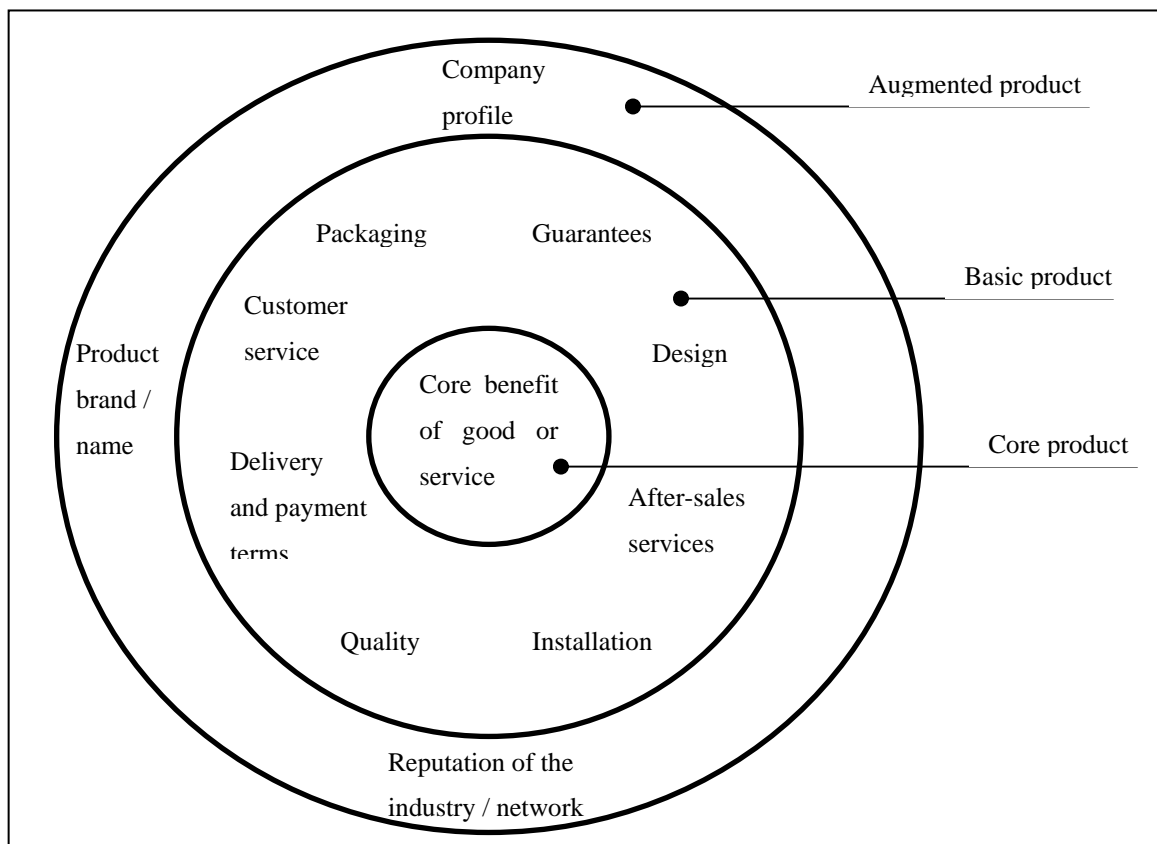 Company
profile
Augmented product
Packaging
Guarantees
Basic product
Customer
service
Product
brand /
name
Design
Core benefit
of good or
service
Core product
Delivery
and payment
terms
After-sales
services
Quality
Installation
Reputation of the
industry / network